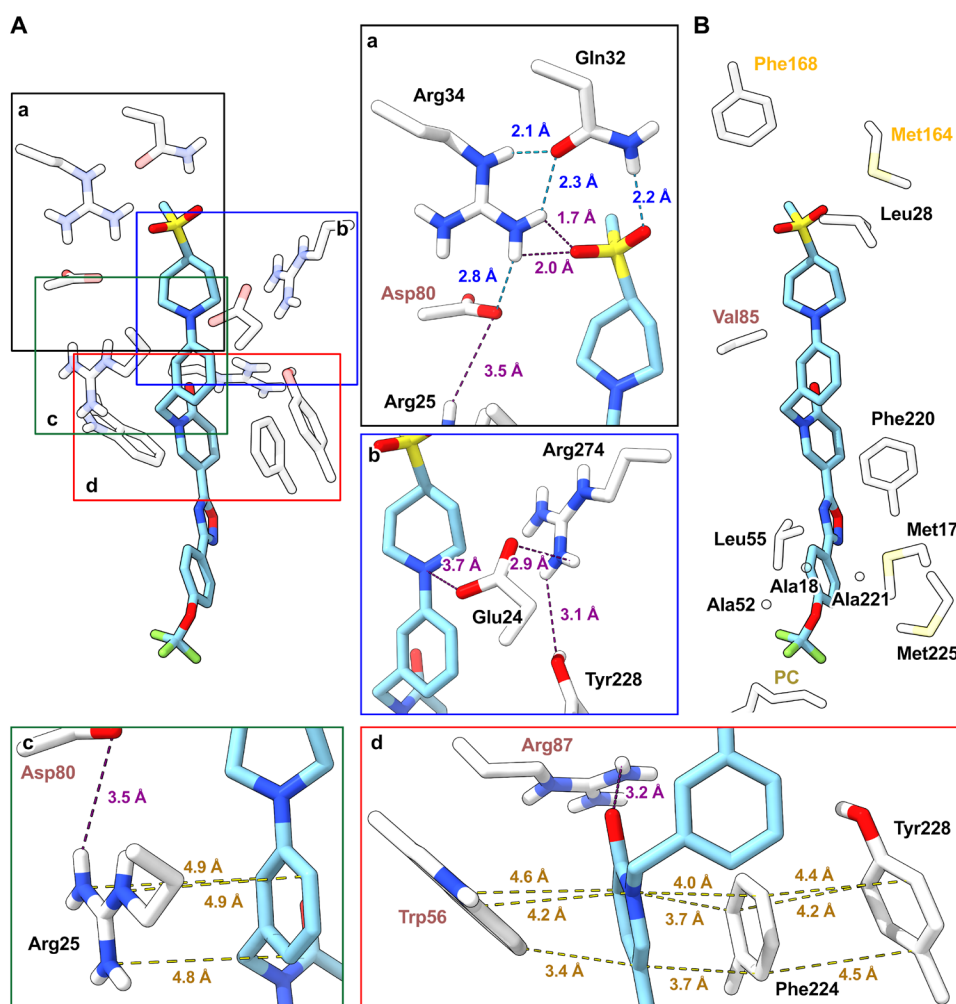 A
a
b
c
d
a
Gln32
Arg34
2.1 Å
2.3 Å
2.2 Å
1.7 Å
2.8 Å
2.0 Å
Asp80
3.5 Å
Arg25
b
Arg274
3.7 Å
2.9 Å
Glu24
3.1 Å
Tyr228
B
Phe168
Met164
Leu28
Val85
Phe220
Leu55
Met17
Ala18
Ala52
Ala221
Met225
PC
c
Asp80
3.5 Å
4.9 Å
4.9 Å
Arg25
4.8 Å
d
Arg87
3.2 Å
Tyr228
4.6 Å
4.0 Å
4.4 Å
4.2 Å
3.7 Å
4.2 Å
Trp56
3.4 Å
3.7 Å
4.5 Å
Phe224